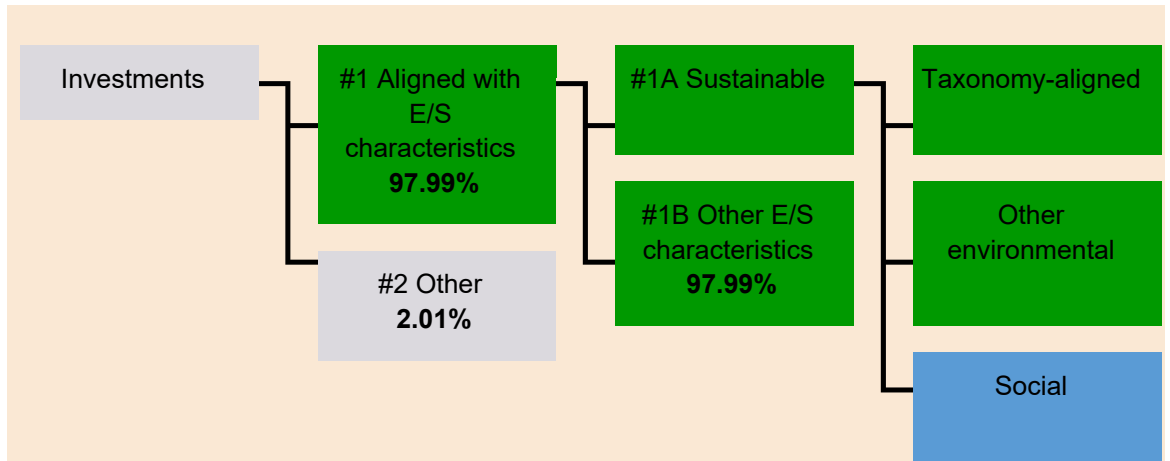 Investments
#1 Aligned with
E/S
characteristics
97.99%
#2 Other
2.01%
#1A Sustainable
#1B Other E/S
characteristics
97.99%
Taxonomy-aligned
Other
environmental
Social